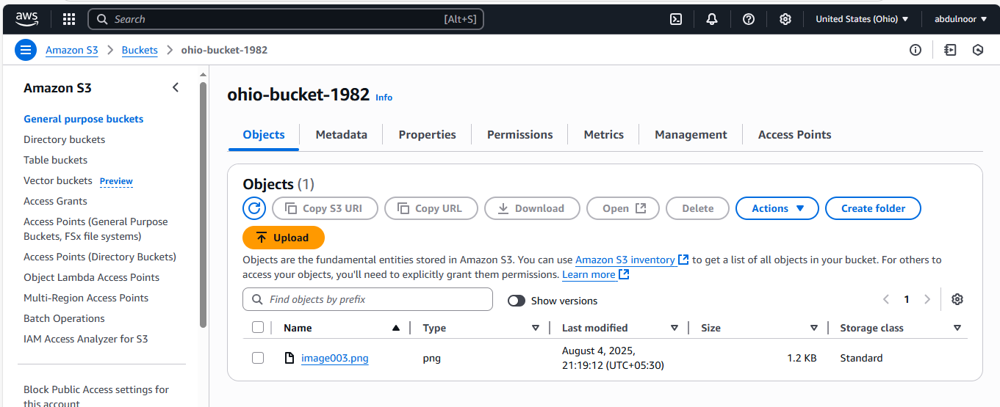 aws
Search [Alt+S] United States (Ohio) abdulnoor
Amazon S3 Buckets ohio-bucket-1982
Amazon S3
General purpose buckets
Directory buckets
Table buckets
Vector buckets Preview
Access Grants
Access Points (General Purpose
Buckets, FSx file systems)
Access Points (Directory Buckets)
Object Lambda Access Points
Multi-Region Access Points
Batch Operations
IAM Access Analyzer for S3
Block Public Access settings for
this account
ohio-bucket-1982 Info
Objects Metadata Properties Permissions Metrics Management Access Points
Objects (1)
Copy S3 URI Copy URL Download Open Delete Actions Create folder
Upload
Objects are the fundamental entities stored in Amazon S3. You can use Amazon S3 inventory to get a list of all objects in your bucket. For others to
access your objects, you'll need to explicitly grant them permissions. Learn more
Find objects by prefix Show versions 1
Name Type Last modified Size Storage class
image003.png png August 4, 2025, 1.2 KB Standard
21:19:12 (UTC+05:30)